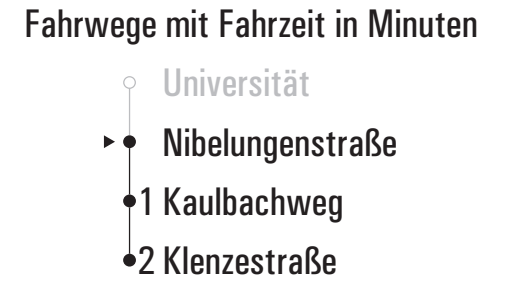 Fahrwege mit Fahrzeit in Minuten
Universität
Nibelungenstraße
1 Kaulbachweg
2 Klenzestraße